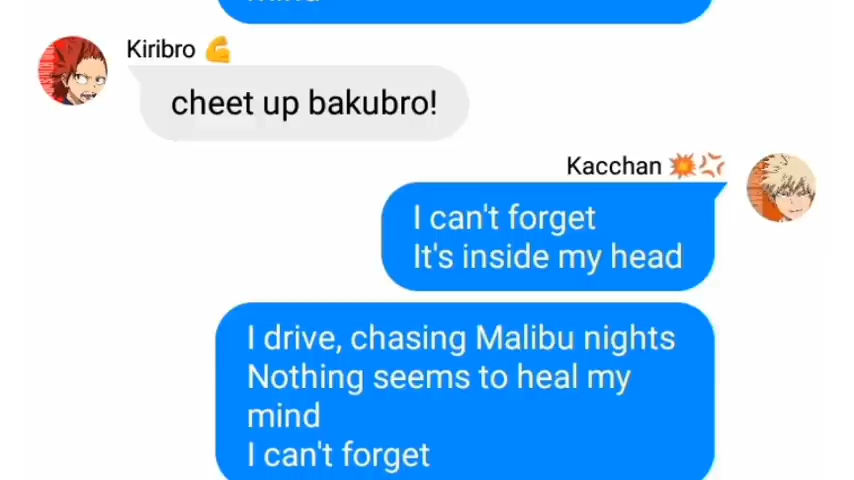 Kiribro 💪
cheet up bakubro!
Kacchan 💥💢
I can't forget
It's inside my head
I drive, chasing Malibu nights
Nothing seems to heal my
mind
I can't forget